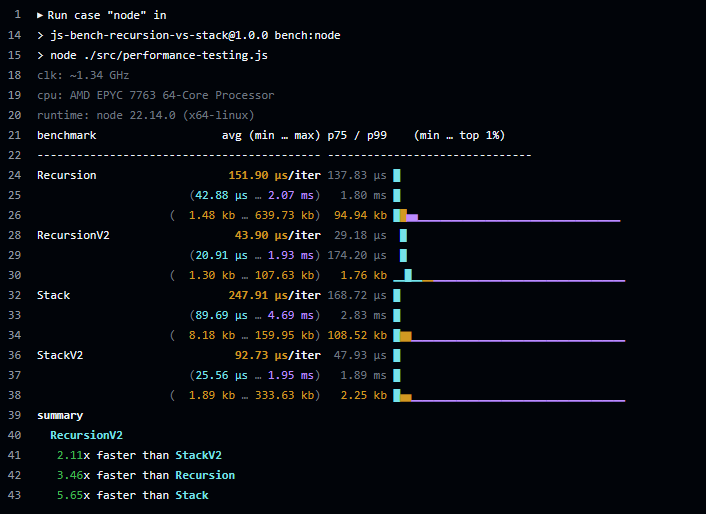 1 ▶ Run case "node" in
14 > js-bench-recursion-vs-stack@1.0.0 bench:node
15 > node ./src/performance-testing.js
18 clk: ~1.34 GHz
19 cpu: AMD EPYC 7763 64-Core Processor
20 runtime: node 22.14.0 (x64-linux)
21 benchmark avg (min … max) p75 / p99 (min … top 1%)
22 ------------------------------------------- -------------------------------
24 Recursion 151.90 µs/iter 137.83 µs
25 (42.88 µs … 2.07 ms) 1.80 ms
26 ( 1.48 kb … 639.73 kb) 94.94 kb
28 RecursionV2 43.90 µs/iter 29.18 µs
29 (20.91 µs … 1.93 ms) 174.20 µs
30 ( 1.30 kb … 107.63 kb) 1.76 kb
32 Stack 247.91 µs/iter 168.72 µs
33 (89.69 µs … 4.69 ms) 2.83 ms
34 ( 8.18 kb … 159.95 kb) 108.52 kb
36 StackV2 92.73 µs/iter 47.93 µs
37 (25.56 µs … 1.95 ms) 1.89 ms
38 ( 1.89 kb … 333.63 kb) 2.25 kb
39 summary
40 RecursionV2
41 2.11x faster than StackV2
42 3.46x faster than Recursion
43 5.65x faster than Stack